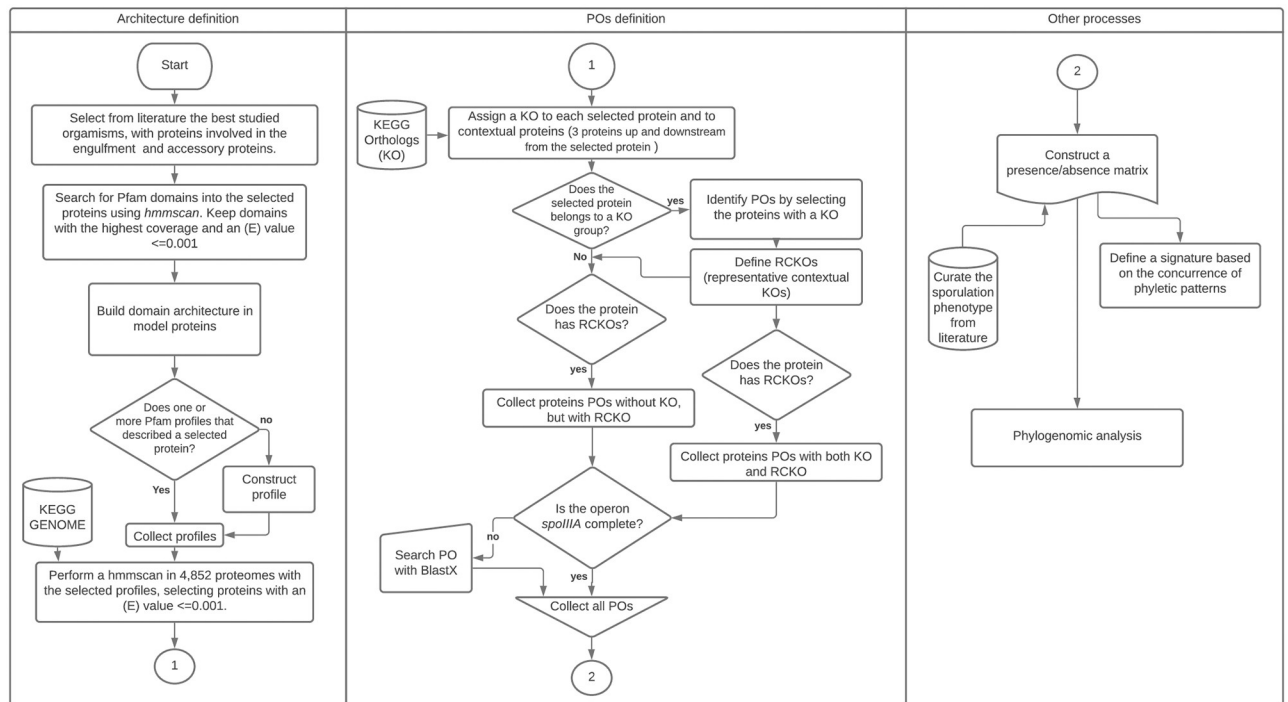 Architecture definition
POs definition
Other processes
Start
Select from literature the best studied
organisms, with proteins involved in the
engulfment and accessory proteins.
Search for Pfam domains into the selected
proteins using hmmscan. Keep domains
with the highest coverage and an (E) value
<=0.001
Build domain architecture in
model proteins
Does one or
more Pfam profiles that
described a selected
protein?
no
Construct
profile
Yes
KEGG
GENOME
Collect profiles
Perform a hmmscan in 4,852 proteomes with
the selected profiles, selecting proteins with an
(E) value <=0.001.
1
1
KEGG
Orthologs
(KO)
Assign a KO to each selected protein and to
contextual proteins (3 proteins up and downstream
from the selected protein )
Does the
selected protein
belongs to a KO
group?
yes
Identify POs by selecting
the proteins with a KO
No
Define RCKOs
(representative contextual
KOs)
Does the protein
has RCKOs?
yes
Does the protein
has RCKOs?
yes
Collect proteins POs without KO,
but with RCKO
Collect proteins POs with both KO
and RCKO
Is the operon
spoIIIA complete?
no
Search PO
with BlastX
yes
Collect all POs
2
2
Construct a
presence/absence matrix
Curate the
sporulation
phenotype
from
literature
Define a signature based
on the concurrence of
phyletic patterns
Phylogenomic analysis